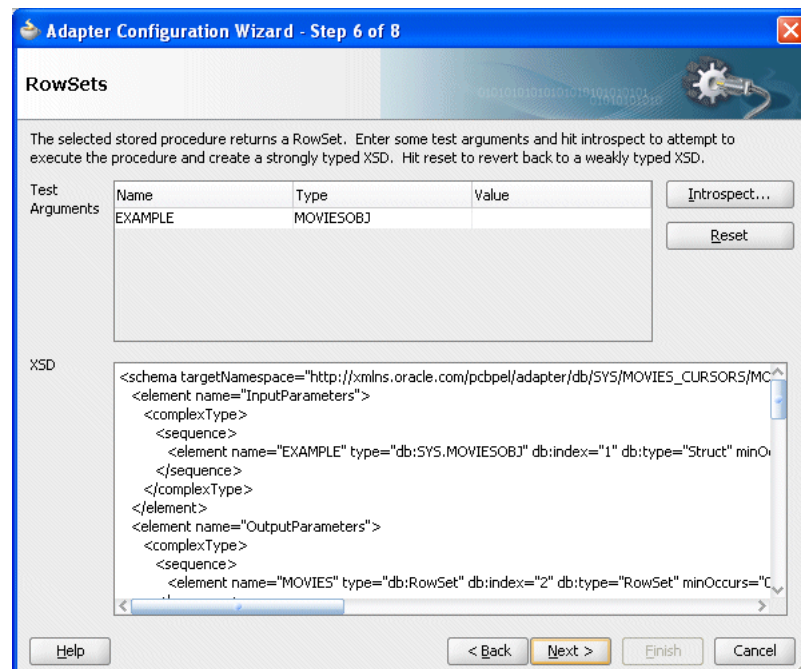 Adapter Configuration Wizard - Step 6 of 8
RowSets
The selected stored procedure returns a RowSet. Enter some test arguments and hit introspect to attempt to
execute the procedure and create a strongly typed XSD. Hit reset to revert back to a weakly typed XSD.
Test
Arguments
Name Type Value
EXAMPLE MOVIESOBJ
Introspect...
Reset
XSD
<schema targetNamespace="http://xmlns.oracle.com/pcbpel/adapter/db/SYS/MOVIES_CURSORS/MO
<element name="InputParameters">
<complexType>
<sequence>
<element name="EXAMPLE" type="db:SYS.MOVIESOBJ" db:index="1" db:type="Struct" minO
</sequence>
</complexType>
</element>
<element name="OutputParameters">
<complexType>
<sequence>
<element name="MOVIES" type="db:RowSet" db:index="2" db:type="RowSet" minOccurs="0
Help
< Back
Next >
Finish
Cancel